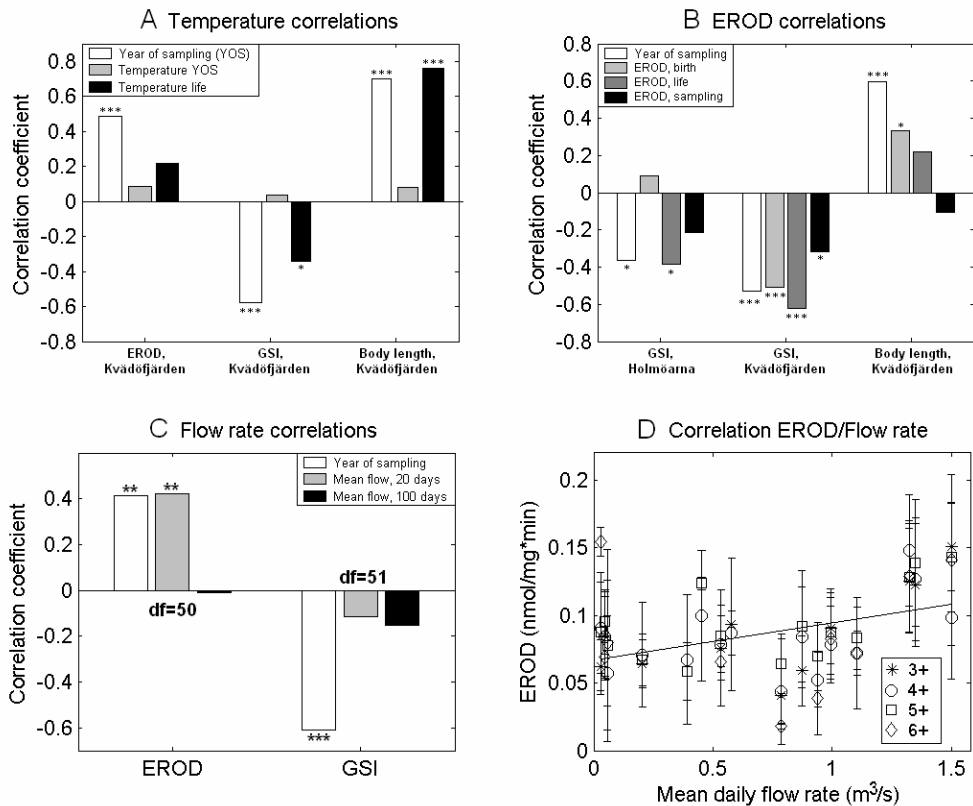 A Temperature correlations
Year of sampling (YOS)
Temperature YOS
Temperature life
Correlation coefficient
0.8
0.6
0.4
0.2
0
-0.2
-0.4
-0.6
-0.8
***
***
*
***
***
EROD,
Kvädöfjärden
GSI,
Kvädöfjärden
Body length,
Kvädöfjärden
B EROD correlations
Year of sampling
EROD, birth
EROD, life
EROD, sampling
Correlation coefficient
0.8
0.6
0.4
0.2
0
-0.2
-0.4
-0.6
-0.8
*
*
***
***
***
*
***
*
GSI,
Holmöarna
GSI,
Kvädöfjärden
Body length,
Kvädöfjärden
C Flow rate correlations
Year of sampling
Mean flow, 20 days
Mean flow, 100 days
Correlation coefficient
0.4
0.2
0
-0.2
-0.4
-0.6
**
**
df=50
df=51
***
EROD
GSI
D Correlation EROD/Flow rate
EROD (nmol/mg*min)
0.2
0.15
0.1
0.05
0
3+
4+
5+
6+
0
0.5
1
1.5
Mean daily flow rate (m³/s)